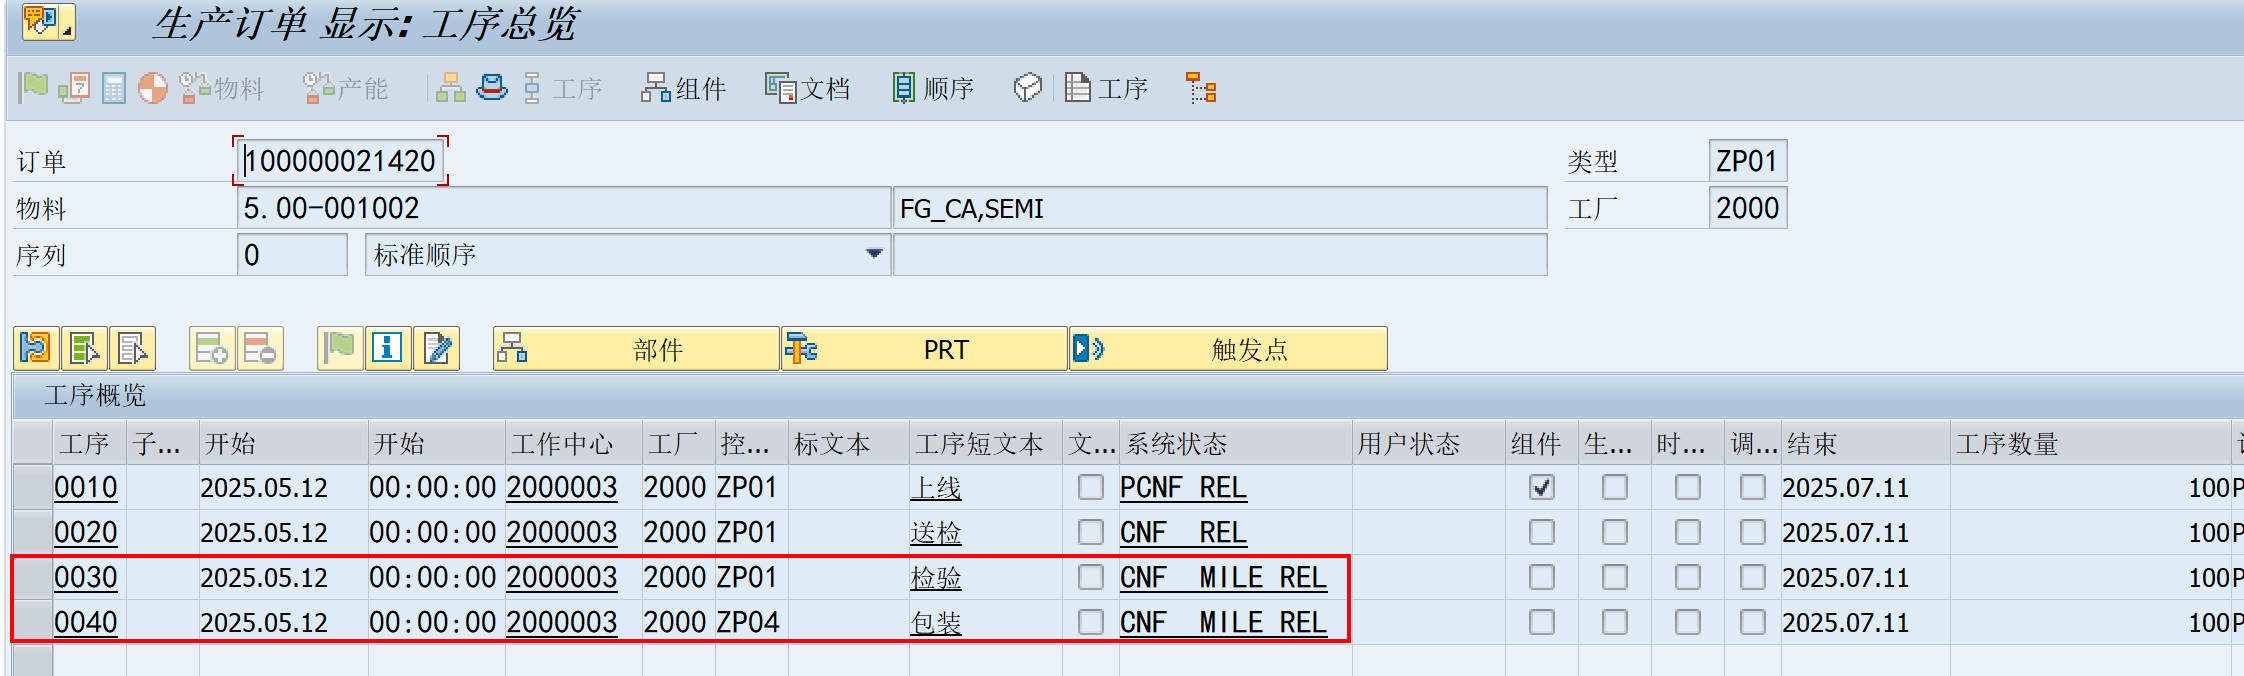 生产订单 显示: 工序总览
物料 产能 工序 组件 文档 顺序 工序
订单 100000021420 类型 ZP01
物料 5.00-001002 FG_CA,SEMI 工厂 2000
序列 0 标准顺序
部件 PRT 触发点
工序概览
工序 子... 开始 开始 工作中心 工厂 控... 标文本 工序短文本 文... 系统状态 用户状态 组件 生... 时... 调... 结束 工序数量
0010 2025.05.12 00:00:00 2000003 2000 ZP01 上线 PCNF REL 2025.07.11 100P
0020 2025.05.12 00:00:00 2000003 2000 ZP01 送检 CNF REL 2025.07.11 100P
0030 2025.05.12 00:00:00 2000003 2000 ZP01 检验 CNF MILE REL 2025.07.11 100P
0040 2025.05.12 00:00:00 2000003 2000 ZP04 包装 CNF MILE REL 2025.07.11 100P